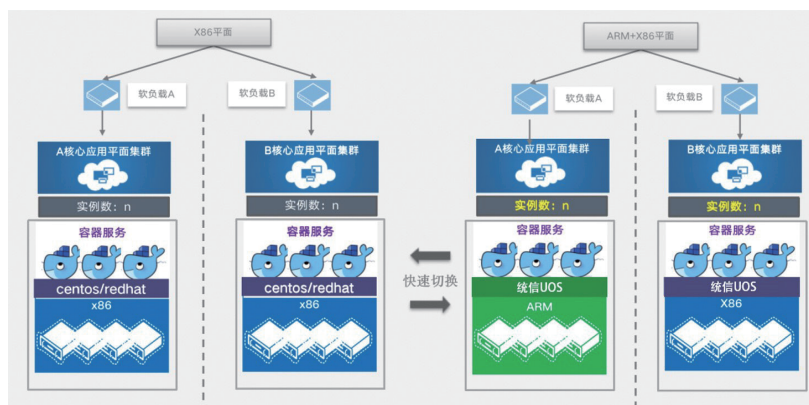 X86平面
ARM+X86平面
软负载A
软负载B
软负载A
软负载B
A核心应用平面集群
B核心应用平面集群
A核心应用平面集群
B核心应用平面集群
实例数：n
实例数：n
实例数：n
实例数：n
容器服务
容器服务
容器服务
容器服务
快速切换
centos/redhat
centos/redhat
统信UOS
统信UOS
x86
x86
ARM
X86